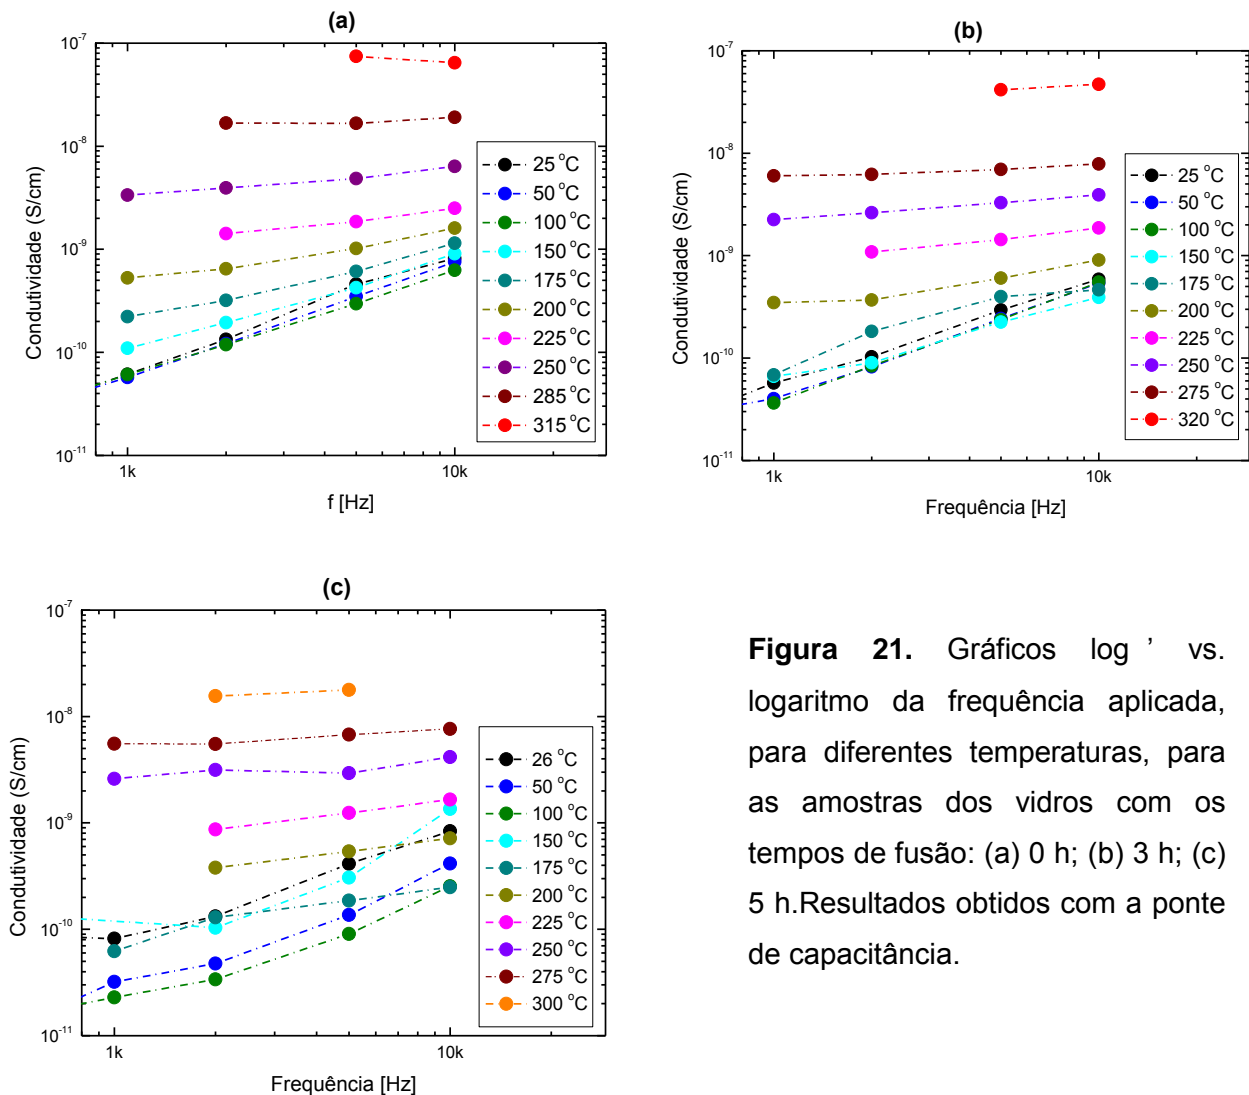 (a)
10⁻⁷
10⁻⁸
10⁻⁹
10⁻¹⁰
10⁻¹¹
Condutividade (S/cm)
1k
10k
f [Hz]
25 °C
50 °C
100 °C
150 °C
175 °C
200 °C
225 °C
250 °C
285 °C
315 °C
(b)
10⁻⁷
10⁻⁸
10⁻⁹
10⁻¹⁰
10⁻¹¹
Condutividade (S/cm)
1k
10k
Frequência [Hz]
25 °C
50 °C
100 °C
150 °C
175 °C
200 °C
225 °C
250 °C
275 °C
320 °C
(c)
10⁻⁷
10⁻⁸
10⁻⁹
10⁻¹⁰
10⁻¹¹
Condutividade (S/cm)
1k
10k
Frequência [Hz]
26 °C
50 °C
100 °C
150 °C
175 °C
200 °C
225 °C
250 °C
275 °C
300 °C
Figura 21. Gráficos log ' vs.
logaritmo da frequência aplicada,
para diferentes temperaturas, para
as amostras dos vidros com os
tempos de fusão: (a) 0 h; (b) 3 h; (c)
5 h.Resultados obtidos com a ponte
de capacitância.